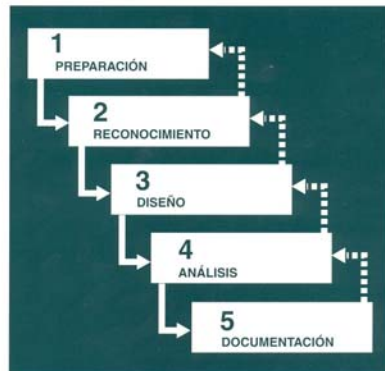 1
PREPARACIÓN
2
RECONOCIMIENTO
3
DISEÑO
4
ANÁLISIS
5
DOCUMENTACIÓN